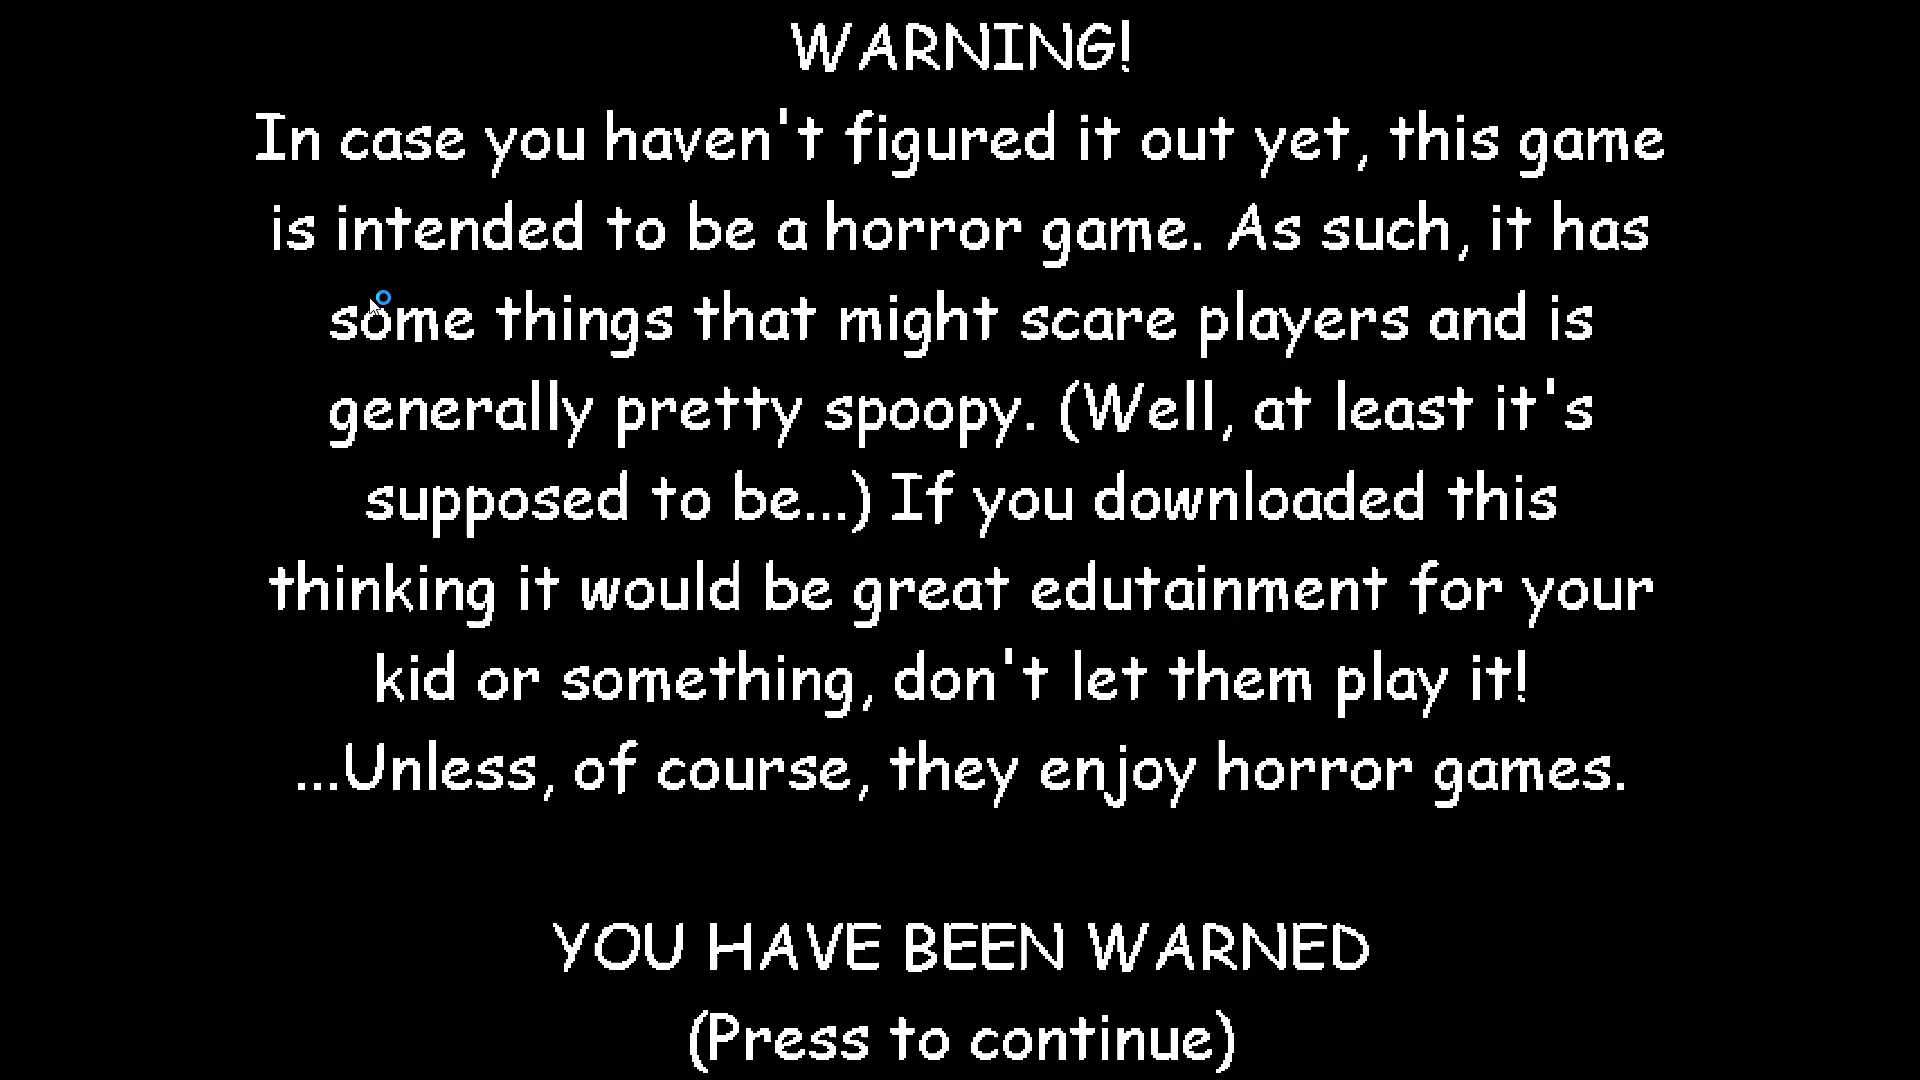 WARNING!
In case you haven't figured it out yet, this game
is intended to be a horror game. As such, it has
some things that might scare players and is
generally pretty spoopy. (Well, at least it's
supposed to be...) If you downloaded this
thinking it would be great edutainment for your
kid or something, don't let them play it!
...Unless, of course, they enjoy horror games.
YOU HAVE BEEN WARNED
(Press to continue)